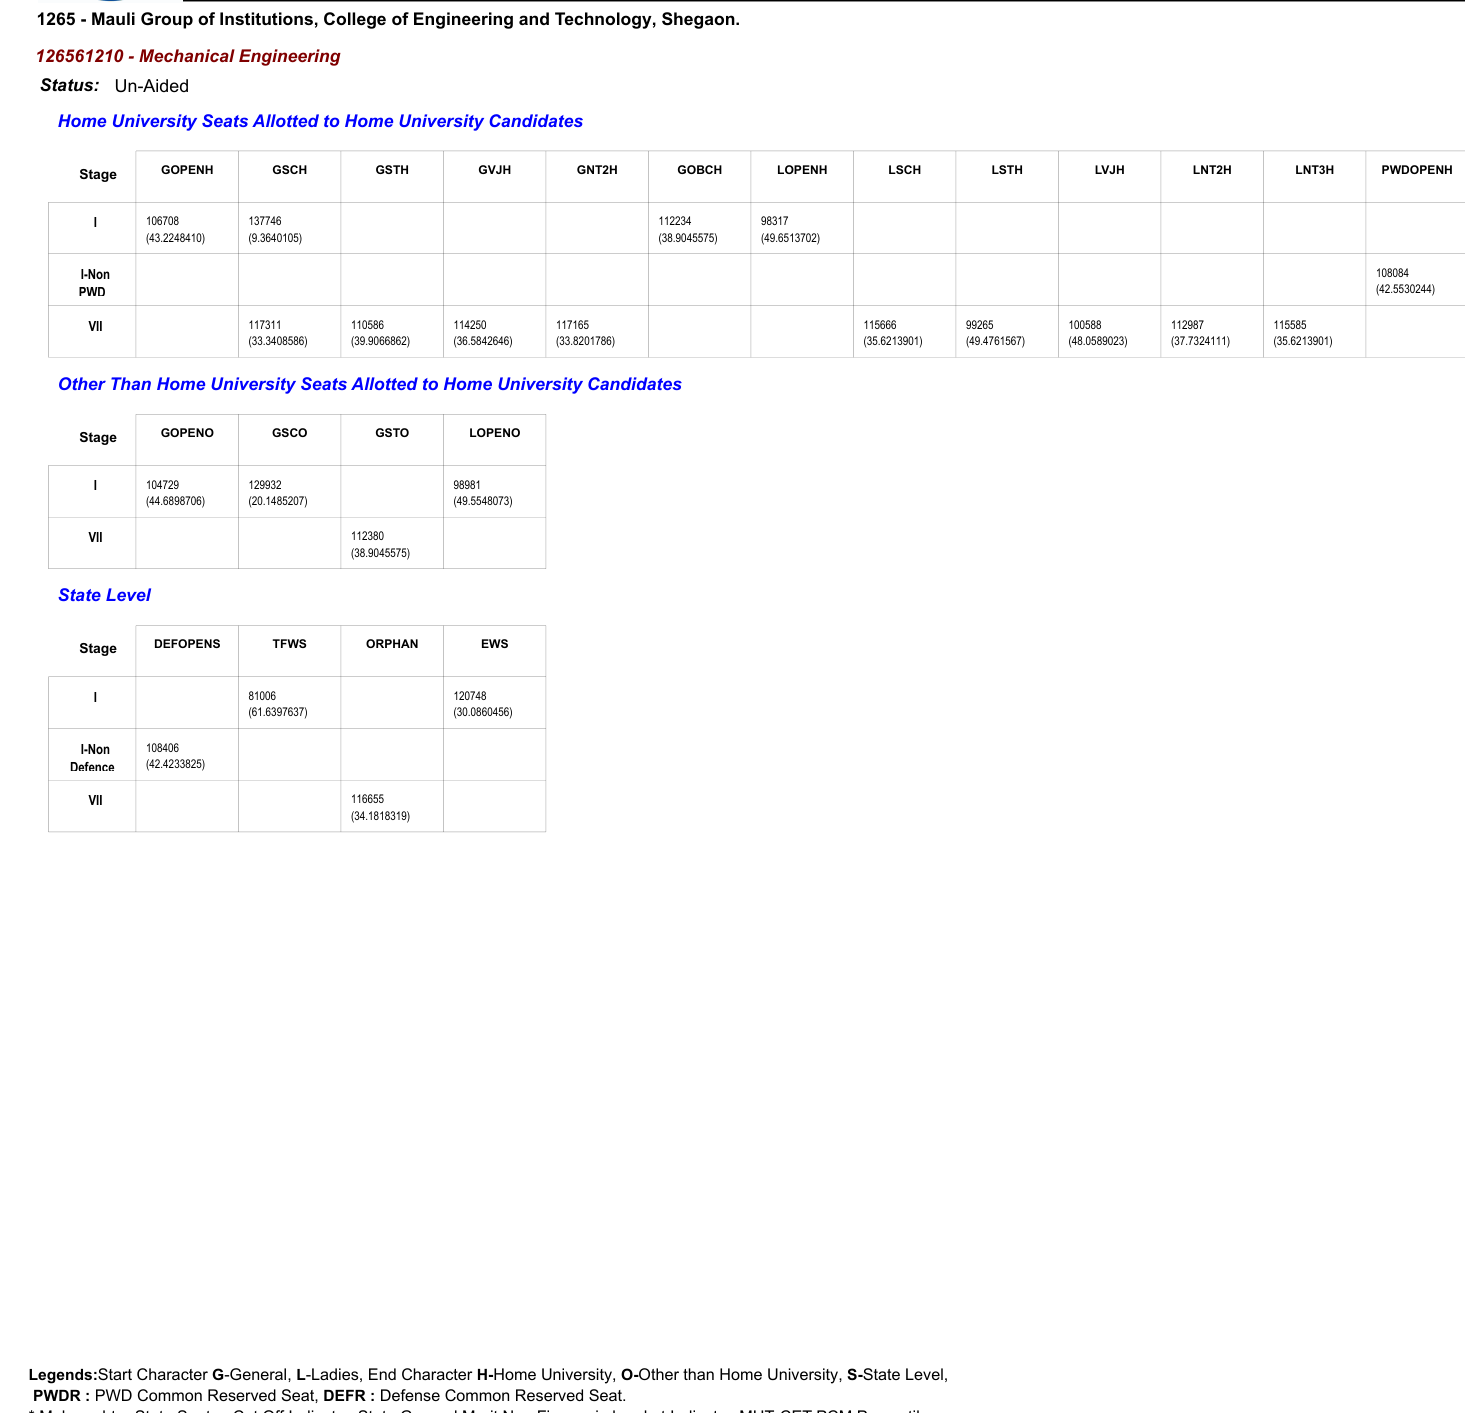 1265 - Mauli Group of Institutions, College of Engineering and Technology, Shegaon.
126561210 - Mechanical Engineering
Status: Un-Aided
Home University Seats Allotted to Home University Candidates
Stage GOPENH GSCH GSTH GVJH GNT2H GOBCH LOPENH LSCH LSTH LVJH LNT2H LNT3H PWDOPENH
I 106708 137746 112234 98317
(43.2248410) (9.3640105) (38.9045575) (49.6513702)
I-Non 108084
PWD (42.5530244)
VII 117311 110586 114250 117165 115666 99265 100588 112987 115585
(33.3408586) (39.9066862) (36.5842646) (33.8201786) (35.6213901) (49.4761567) (48.0589023) (37.7324111) (35.6213901)
Other Than Home University Seats Allotted to Home University Candidates
Stage GOPENO GSCO GSTO LOPENO
I 104729 129932 98981
(44.6898706) (20.1485207) (49.5548073)
VII 112380
(38.9045575)
State Level
Stage DEFOPENS TFWS ORPHAN EWS
I 81006 120748
(61.6397637) (30.0860456)
I-Non 108406
Defence (42.4233825)
VII 116655
(34.1818319)
Legends:Start Character G-General, L-Ladies, End Character H-Home University, O-Other than Home University, S-State Level,
PWDR : PWD Common Reserved Seat, DEFR : Defense Common Reserved Seat.